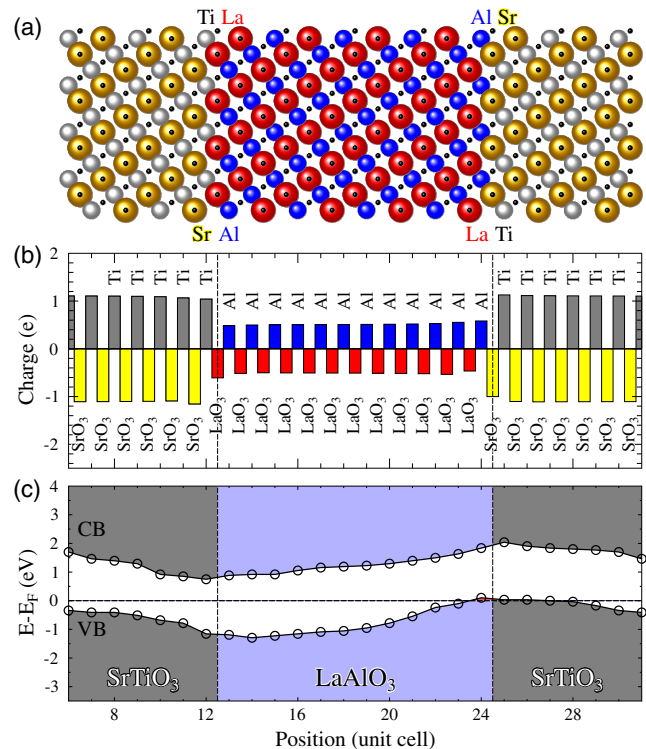 (a)
Ti La
Al Sr
Sr Al
La Ti
(b)
2
1
0
-1
-2
Charge (e)
Ti Ti Ti Ti Ti Al Al Al Al Al Al Al Al Al Al Al Al Ti Ti Ti Ti Ti Ti
SrO3 SrO3 SrO3 SrO3 SrO3 SrO3 LaO3 LaO3 LaO3 LaO3 LaO3 LaO3 LaO3 LaO3 LaO3 LaO3 LaO3 LaO3 SrO3 SrO3 SrO3 SrO3 SrO3 SrO3 SrO3
(c)
4
3
2
1
0
-1
-2
-3
E-EF (eV)
CB
VB
SrTiO3 LaAlO3 SrTiO3
8 12 16 20 24 28
Position (unit cell)